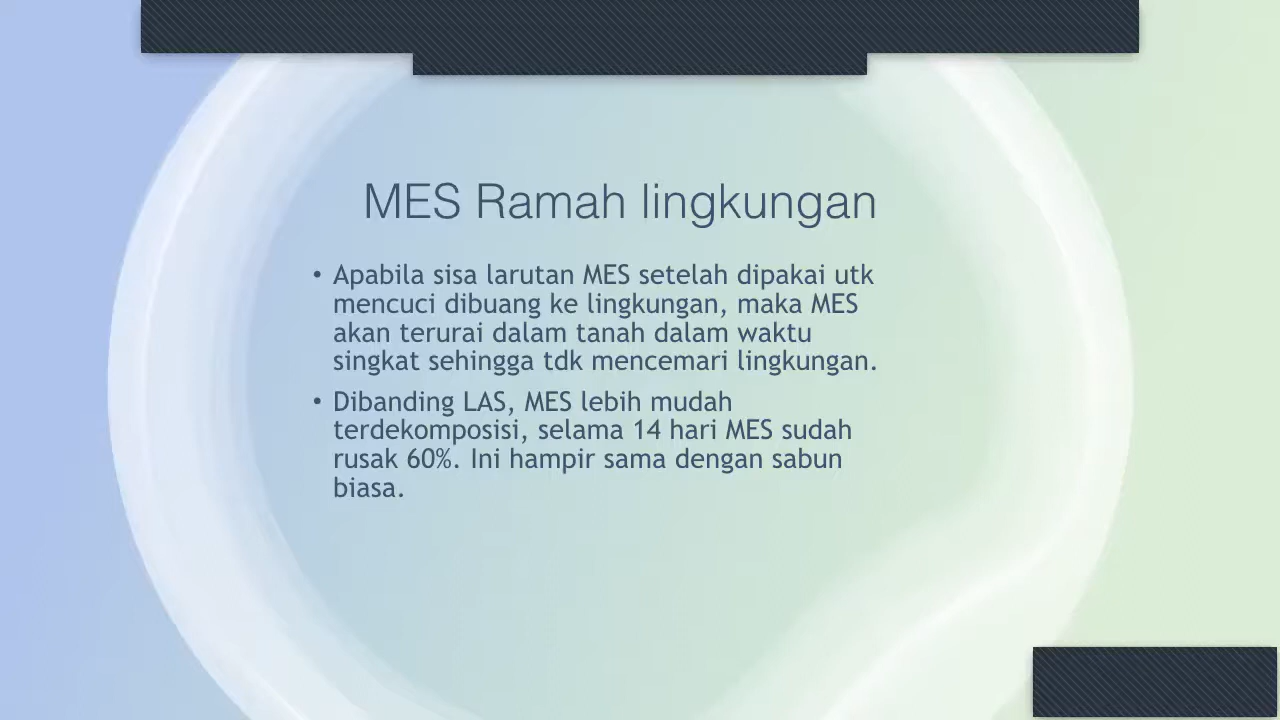 MES Ramah lingkungan
• Apabila sisa larutan MES setelah dipakai utk
mencuci dibuang ke lingkungan, maka MES
akan terurai dalam tanah dalam waktu
singkat sehingga tdk mencemari lingkungan.
• Dibanding LAS, MES lebih mudah
terdekomposisi, selama 14 hari MES sudah
rusak 60%. Ini hampir sama dengan sabun
biasa.